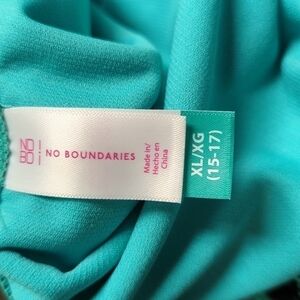 NO
BO
NO BOUNDARIES
Made in/
Hecho en
China
XL/XG
(15-17)